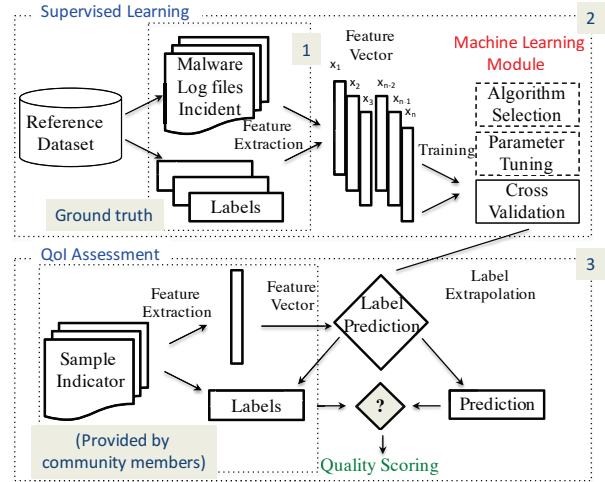 Supervised Learning
2
1
Malware
Log files
Incident
Reference
Dataset
Feature
Extraction
Labels
Ground truth
Feature
Vector
x1
x2
x3
xn-2
xn-1
xn
Training
Machine Learning
Module
Algorithm
Selection
Parameter
Tuning
Cross
Validation
QoI Assessment
3
Feature
Extraction
Feature
Vector
Label
Prediction
Label
Extrapolation
Sample
Indicator
Labels
?
Prediction
(Provided by
community members)
Quality Scoring